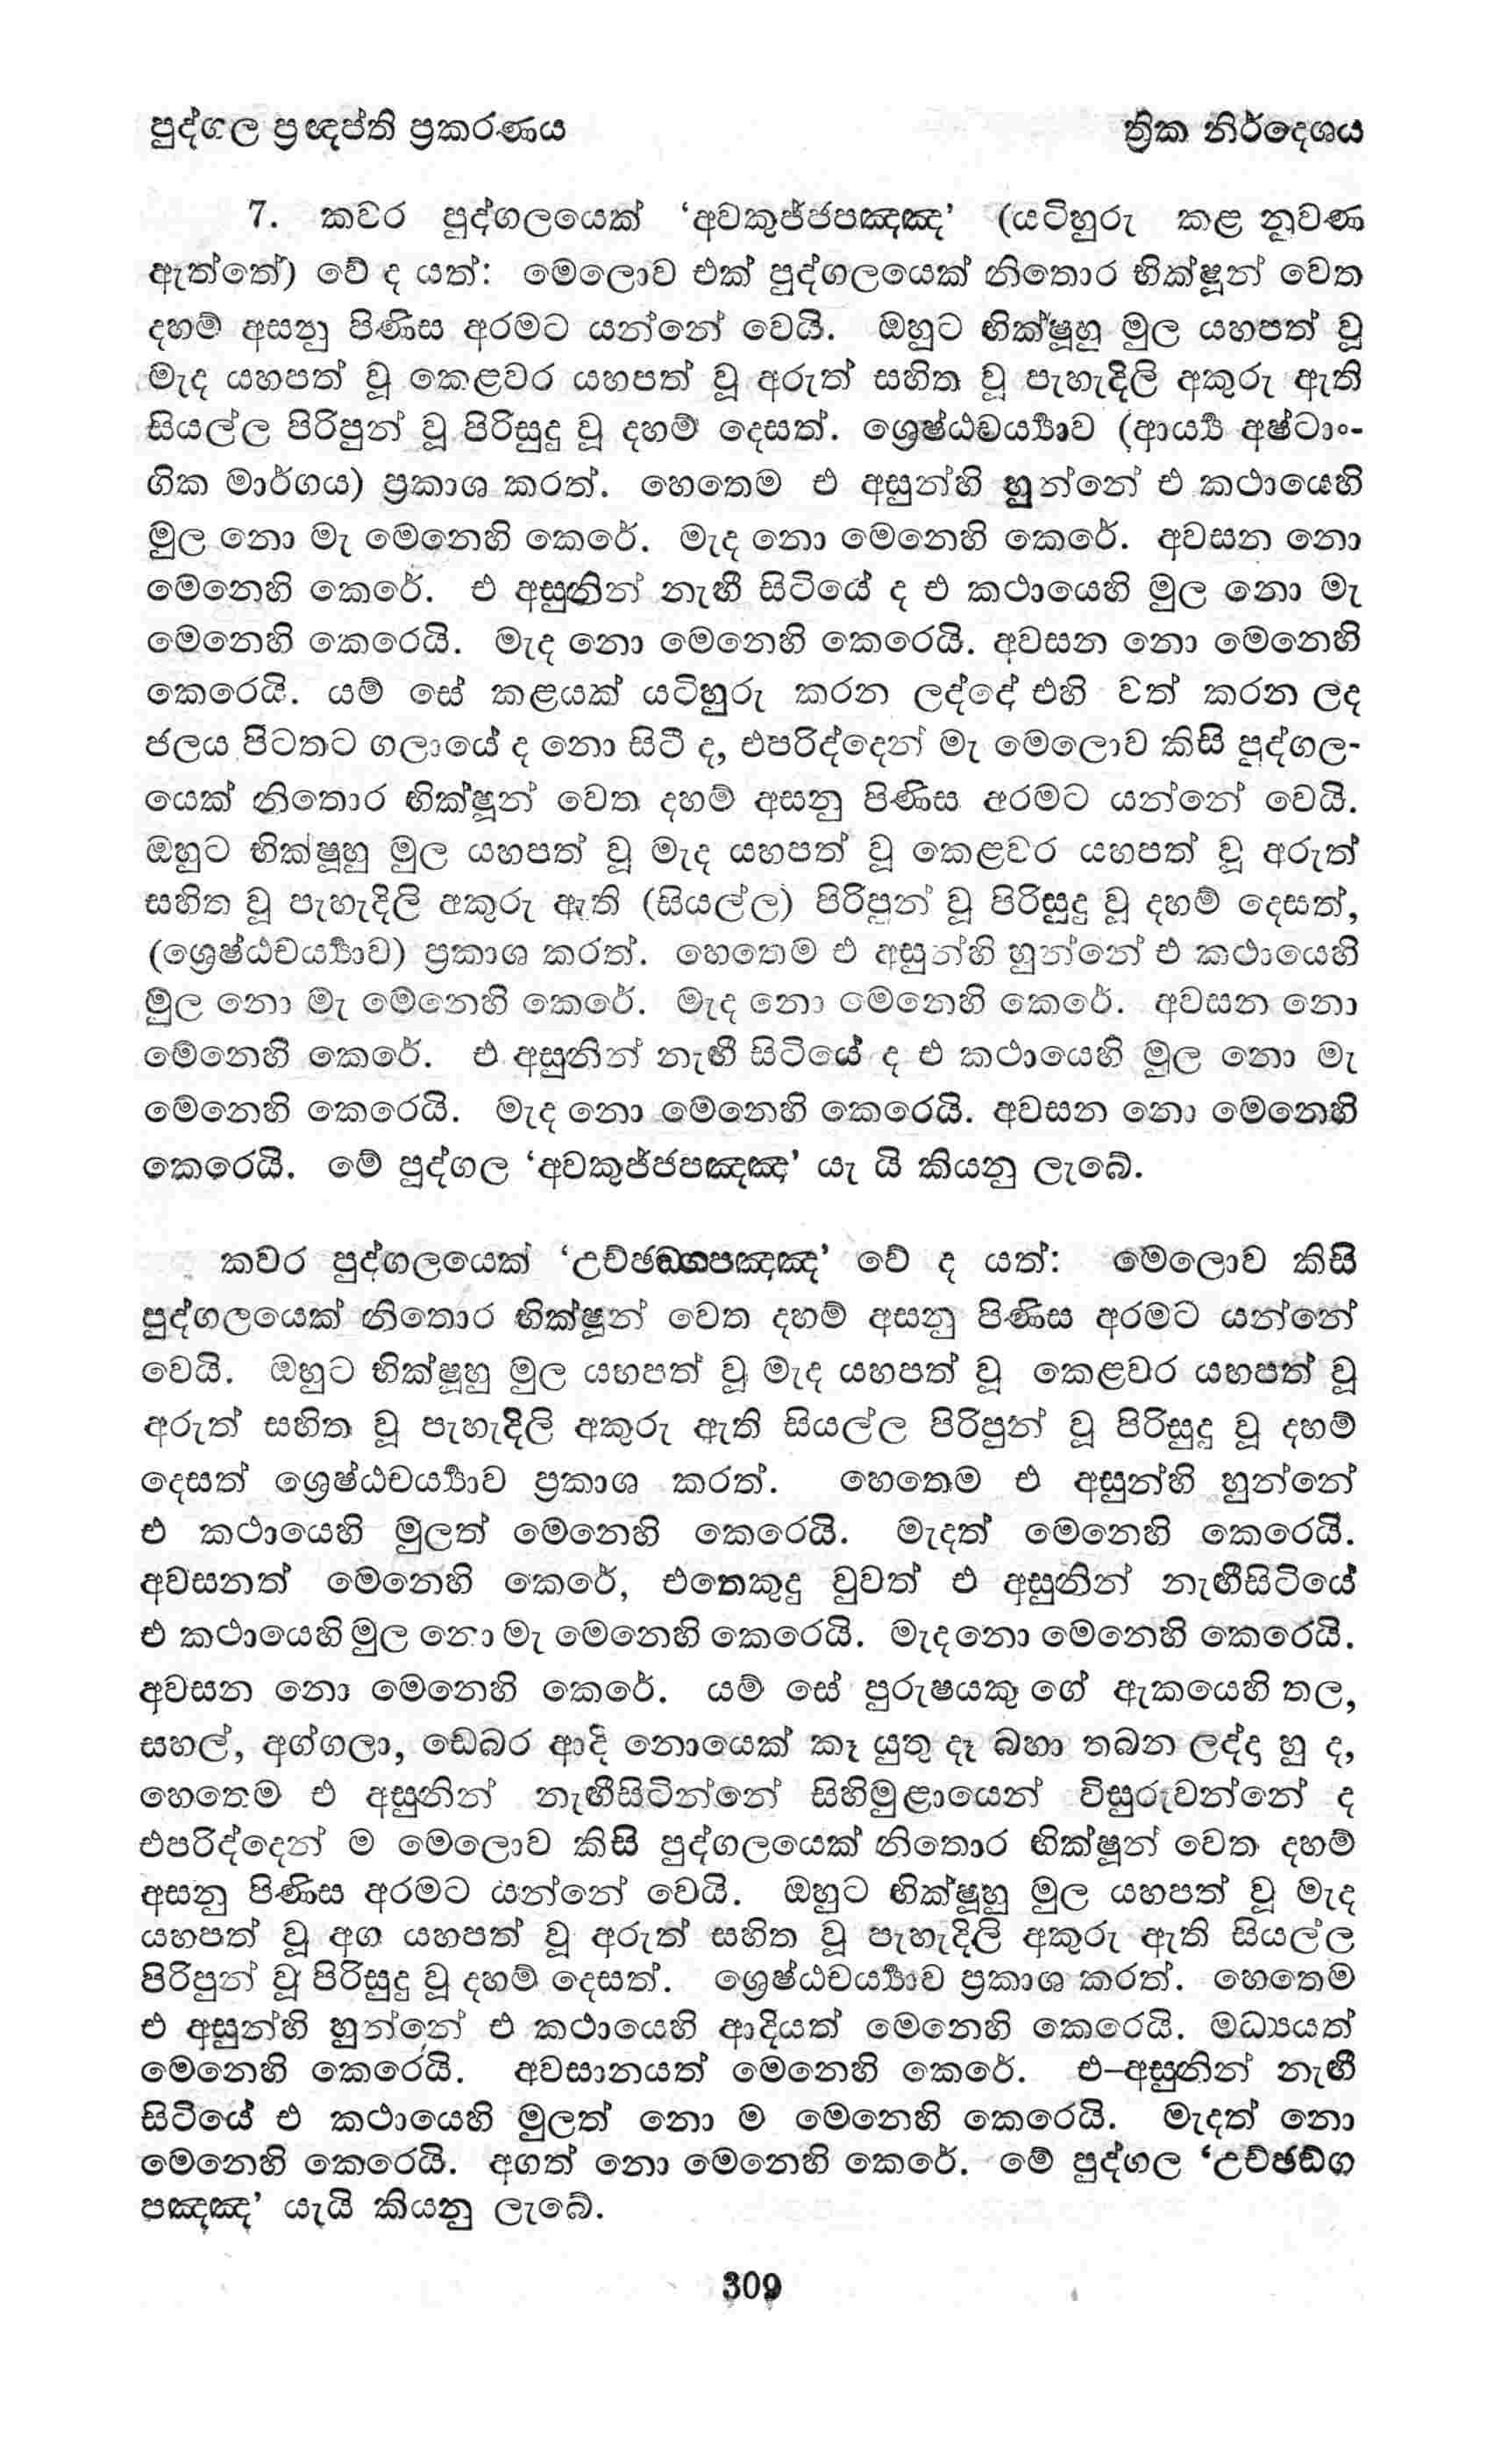 පුද්ගල ප්‍රඥප්ති ප්‍රකරණය ත්‍රික නිර්දෙශය
7. කවර පුද්ගලයෙක් ‘අවකුජ්ජපඤ්ඤ’ (යටිහුරු කළ නුවණ
ඇත්තේ) වේ ද යත්: මෙලොව එක් පුද්ගලයෙක් නිතොර භික්ෂූන් වෙත
දහම් අසනු පිණිස අරමට යන්නේ වෙයි. ඔහුට භික්ෂූහු මුල යහපත් වූ
මැද යහපත් වූ කෙළවර යහපත් වූ අරුත් සහිත වූ පැහැදිලි අකුරු ඇති
සියල්ල පිරිපුන් වූ පිරිසුදු වූ දහම් දෙසත්. ශ්‍රෙෂ්ඨචර්‍ය්‍යාව (ආර්‍ය්‍ය අෂ්ටාං-
ගික මාර්ගය) ප්‍රකාශ කරත්. හෙතෙම එ අසුන්හි හුන්නේ එ කථායෙහි
මුල නො මැ මෙනෙහි කෙරේ. මැද නො මෙනෙහි කෙරේ. අවසන නො
මෙනෙහි කෙරේ. එ අසුනින් නැඟී සිටියේ ද එ කථායෙහි මුල නො මැ
මෙනෙහි කෙරෙයි. මැද නො මෙනෙහි කෙරෙයි. අවසන නො මෙනෙහි
කෙරෙයි. යම් සේ කළයක් යටිහුරු කරන ලද්දේ එහි වත් කරන ලද
ජලය පිටතට ගලායේ ද නො සිටී ද, එපරිද්දෙන් මැ මෙලොව කිසි පුද්ගල-
යෙක් නිතොර භික්ෂූන් වෙත දහම් අසනු පිණිස අරමට යන්නේ වෙයි.
ඔහුට භික්ෂූහු මුල යහපත් වූ මැද යහපත් වූ කෙළවර යහපත් වූ අරුත්
සහිත වූ පැහැදිලි අකුරු ඇති (සියල්ල) පිරිපුන් වූ පිරිසුදු වූ දහම් දෙසත්,
(ශ්‍රෙෂ්ඨචර්‍ය්‍යාව) ප්‍රකාශ කරත්. හෙතෙම එ අසුන්හි හුන්නේ එ කථායෙහි
මුල නො මැ මෙනෙහි කෙරේ. මැද නො මෙනෙහි කෙරේ. අවසන නො
මෙනෙහි කෙරේ. එ අසුනින් නැඟී සිටියේ ද එ කථායෙහි මුල නො මැ
මෙනෙහි කෙරෙයි. මැද නො මෙනෙහි කෙරෙයි. අවසන නො මෙනෙහි
කෙරෙයි. මේ පුද්ගල ‘අවකුජ්ජපඤ්ඤ’ යැ යි කියනු ලැබේ.
කවර පුද්ගලයෙක් ‘උච්ඡඞ්ගපඤ්ඤ’ වේ ද යත්: මෙලොව කිසි
පුද්ගලයෙක් නිතොර භික්ෂූන් වෙත දහම් අසනු පිණිස අරමට යන්නේ
වෙයි. ඔහුට භික්ෂූහු මුල යහපත් වූ මැද යහපත් වූ කෙළවර යහපත් වූ
අරුත් සහිත වූ පැහැදිලි අකුරු ඇති සියල්ල පිරිපුන් වූ පිරිසුදු වූ දහම්
දෙසත් ශ්‍රෙෂ්ඨචර්‍ය්‍යාව ප්‍රකාශ කරත්. හෙතෙම එ අසුන්හි හුන්නේ
එ කථායෙහි මුලත් මෙනෙහි කෙරෙයි. මැදත් මෙනෙහි කෙරෙයි.
අවසනත් මෙනෙහි කෙරේ, එතෙකුදු වුවත් එ අසුනින් නැඟීසිටියේ
එ කථායෙහි මුල නො මැ මෙනෙහි කෙරෙයි. මැද නො මෙනෙහි කෙරෙයි.
අවසන නො මෙනෙහි කෙරේ. යම් සේ පුරුෂයකු ගේ ඇකයෙහි තල,
සහල්, අග්ගලා, ඩෙබර ආදි නොයෙක් කෑ යුතු දෑ බහා තබන ලද්දා හු ද,
හෙතෙම එ අසුනින් නැඟීසිටින්නේ සිහිමුළායෙන් විසුරුවන්නේ ද
එපරිද්දෙන් ම මෙලොව කිසි පුද්ගලයෙක් නිතොර භික්ෂූන් වෙත දහම්
අසනු පිණිස අරමට යන්නේ වෙයි. ඔහුට භික්ෂූහු මුල යහපත් වූ මැද
යහපත් වූ අග යහපත් වූ අරුත් සහිත වූ පැහැදිලි අකුරු ඇති සියල්ල
පිරිපුන් වූ පිරිසුදු වූ දහම් දෙසත්. ශ්‍රෙෂ්ඨචර්‍ය්‍යාව ප්‍රකාශ කරත්. හෙතෙම
එ අසුන්හි හුන්නේ එ කථායෙහි ආදියත් මෙනෙහි කෙරෙයි. මධ්‍යයත්
මෙනෙහි කෙරෙයි. අවසානයත් මෙනෙහි කෙරේ. එ–අසුනින් නැඟී
සිටියේ එ කථායෙහි මුලත් නො ම මෙනෙහි කෙරෙයි. මැදත් නො
මෙනෙහි කෙරෙයි. අගත් නො මෙනෙහි කෙරේ. මේ පුද්ගල ‘උච්ඡඞ්ග
පඤ්ඤ’ යැයි කියනු ලැබේ.
309